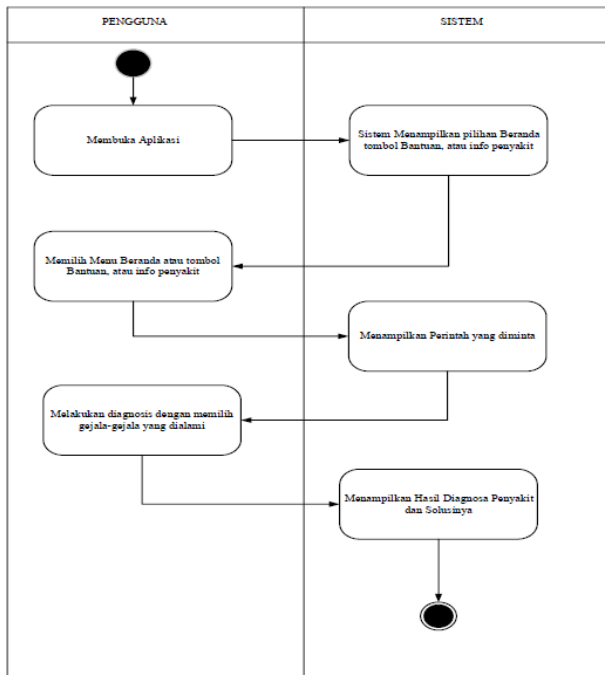 PENGGUNA
SISTEM
Membuka Aplikasi
Sistem Menampilkan pilihan Beranda
tombol Bantuan, atau info penyakit
Memilih Menu Beranda atau tombol
Bantuan, atau info penyakit
Menampilkan Perintah yang diminta
Melakukan diagnosis dengan memilih
gejala-gejala yang dialami
Menampilkan Hasil Diagnosa Penyakit
dan Solusinya